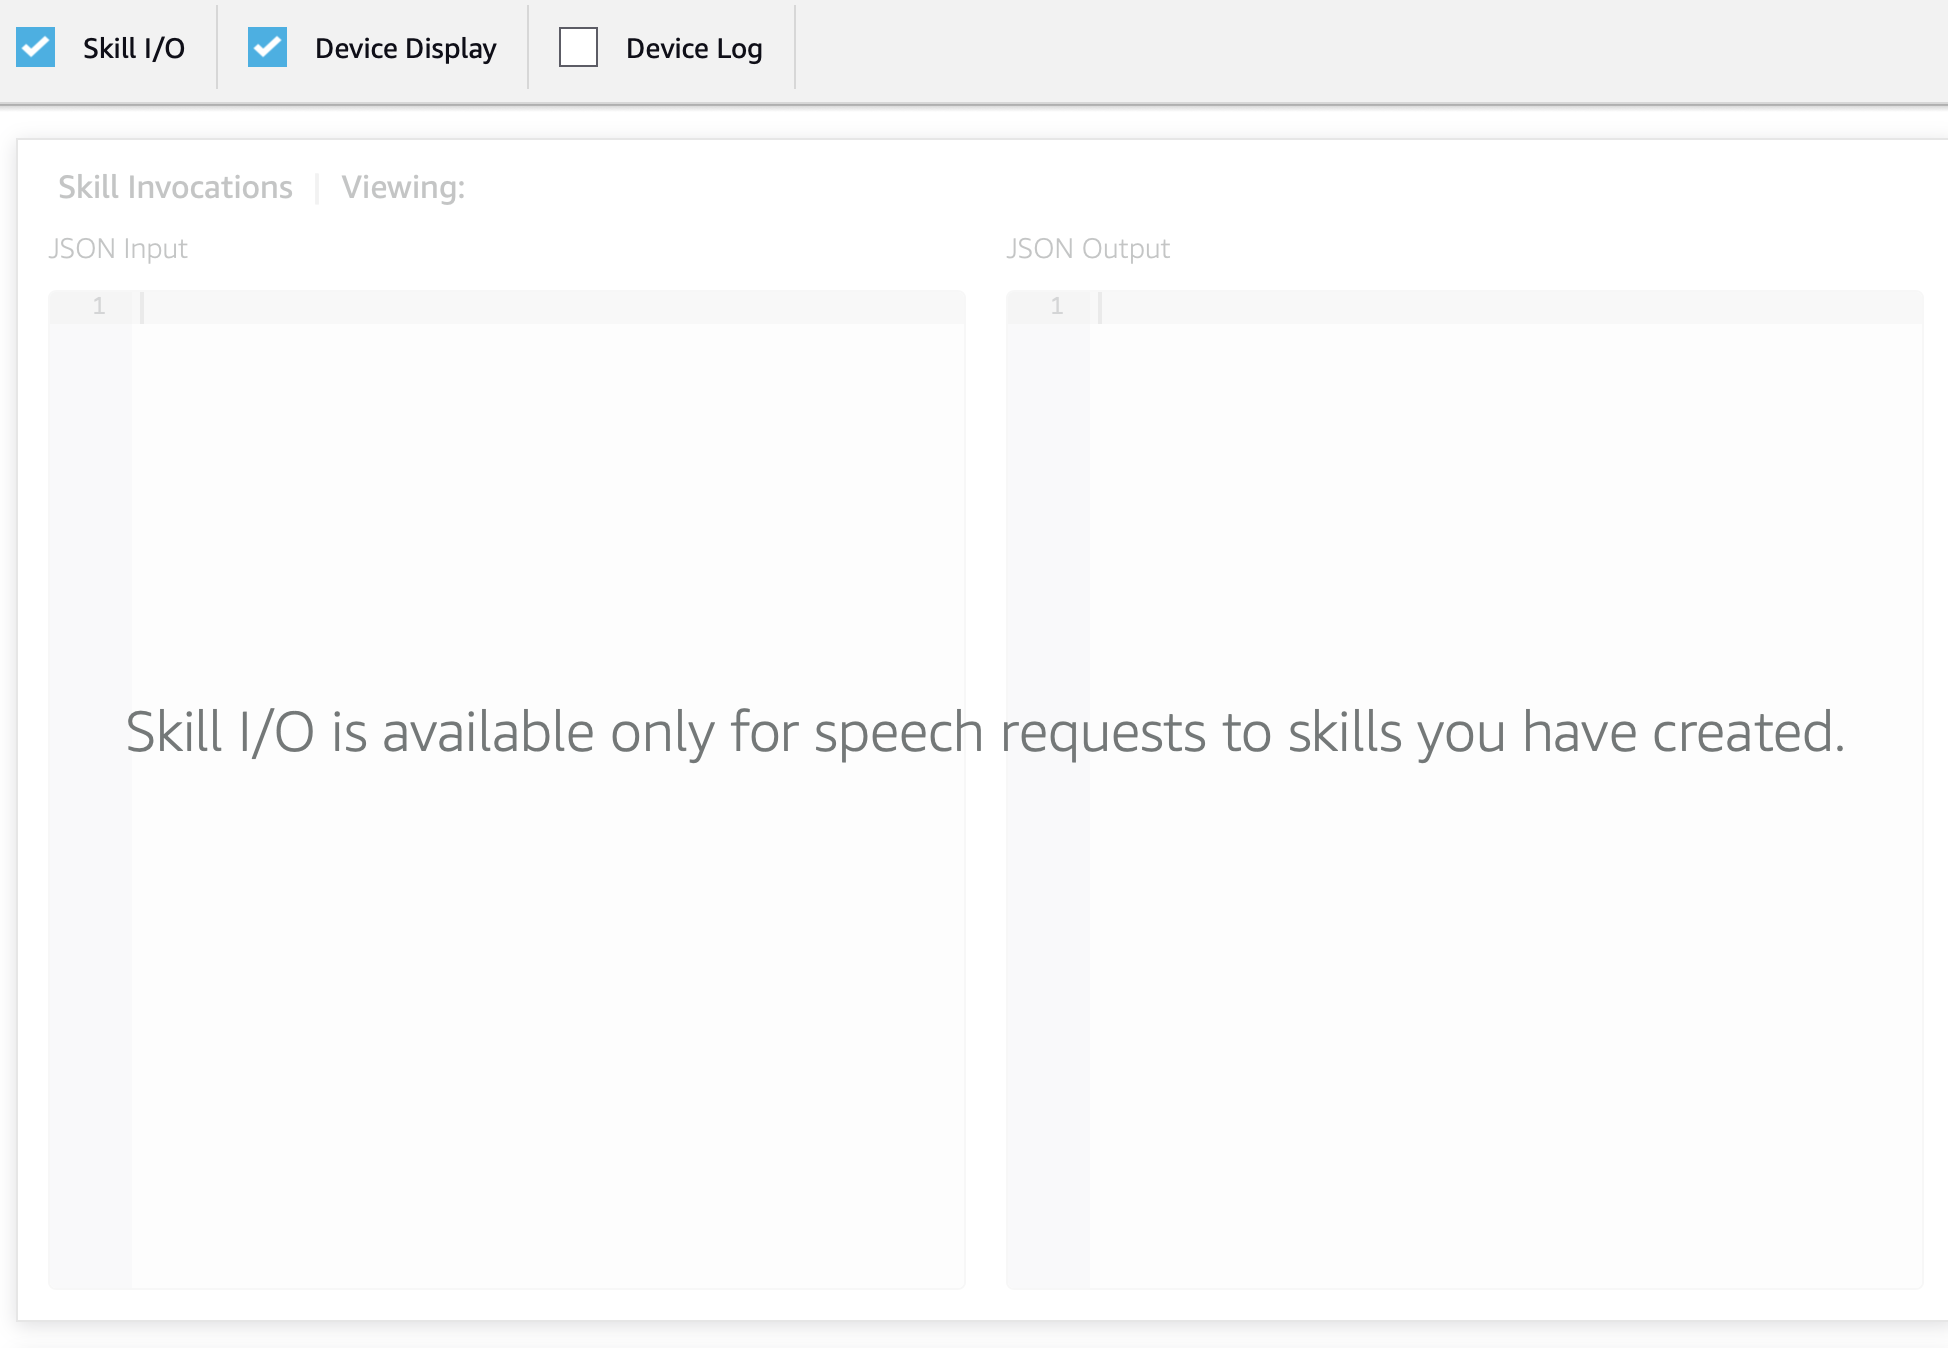 Skill I/O
Device Display
Device Log
Skill Invocations
Viewing:
JSON Input
JSON Output
1
1
Skill I/O is available only for speech requests to skills you have created.